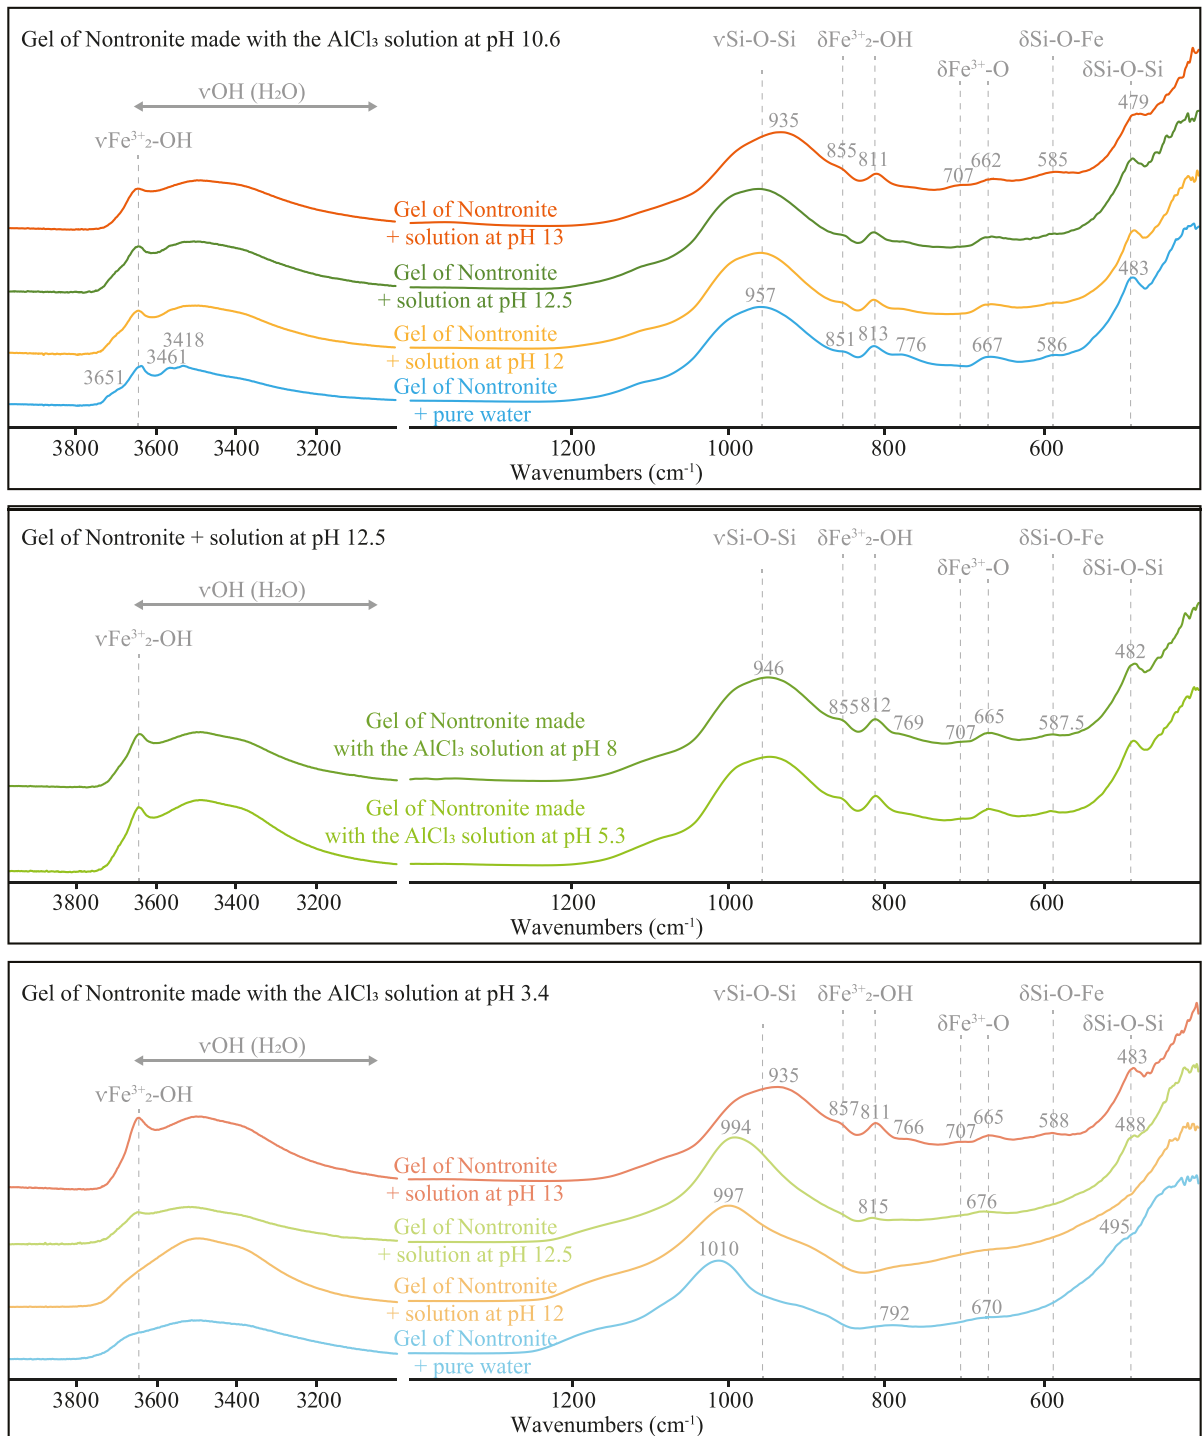 Gel of Nontronite made with the AlCl₃ solution at pH 10.6
νSi-O-Si δFe³⁺₂-OH δSi-O-Fe
δFe³⁺-O δSi-O-Si
νOH (H₂O)
νFe³⁺₂-OH
479
935
855 811 707 662 585
Gel of Nontronite
+ solution at pH 13
Gel of Nontronite
+ solution at pH 12.5
483
957
Gel of Nontronite
+ solution at pH 12
3418
3461
3651
851 813 776 667 586
Gel of Nontronite
+ pure water
3800 3600 3400 3200 1200 1000 800 600
Wavenumbers (cm⁻¹)
Gel of Nontronite + solution at pH 12.5
νSi-O-Si δFe³⁺₂-OH δSi-O-Fe
δFe³⁺-O δSi-O-Si
νOH (H₂O)
νFe³⁺₂-OH
482
946
855 812 769 707 665 587.5
Gel of Nontronite made
with the AlCl₃ solution at pH 8
Gel of Nontronite made
with the AlCl₃ solution at pH 5.3
3800 3600 3400 3200 1200 1000 800 600
Wavenumbers (cm⁻¹)
Gel of Nontronite made with the AlCl₃ solution at pH 3.4
νSi-O-Si δFe³⁺₂-OH δSi-O-Fe
δFe³⁺-O δSi-O-Si
νOH (H₂O)
νFe³⁺₂-OH
483
935
857 811 766 707 665 588
994 488
Gel of Nontronite
+ solution at pH 13
997 815 676
Gel of Nontronite
+ solution at pH 12.5
495
1010
Gel of Nontronite
+ solution at pH 12
792 670
Gel of Nontronite
+ pure water
3800 3600 3400 3200 1200 1000 800 600
Wavenumbers (cm⁻¹)